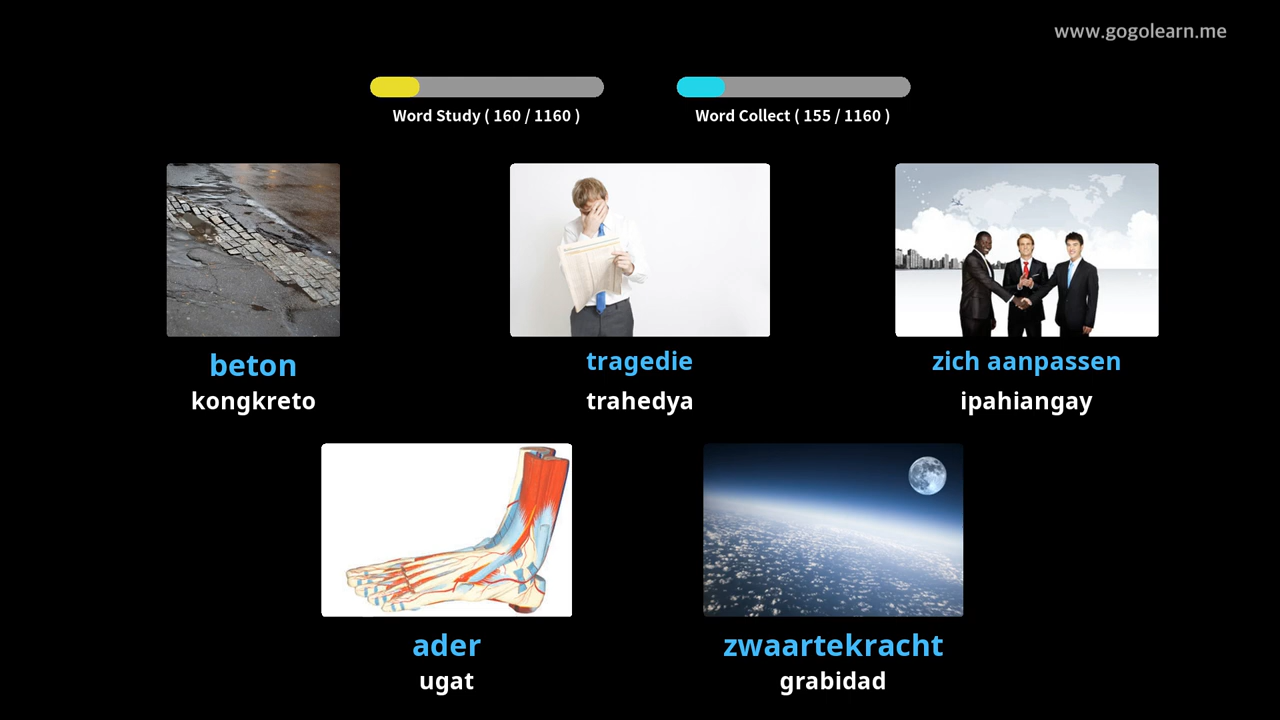 www.gogolearn.me
Word Study ( 160 / 1160 )
Word Collect ( 155 / 1160 )
beton
kongkreto
tragedie
trahedya
zich aanpassen
ipahiangay
ader
ugat
zwaartekracht
grabidad